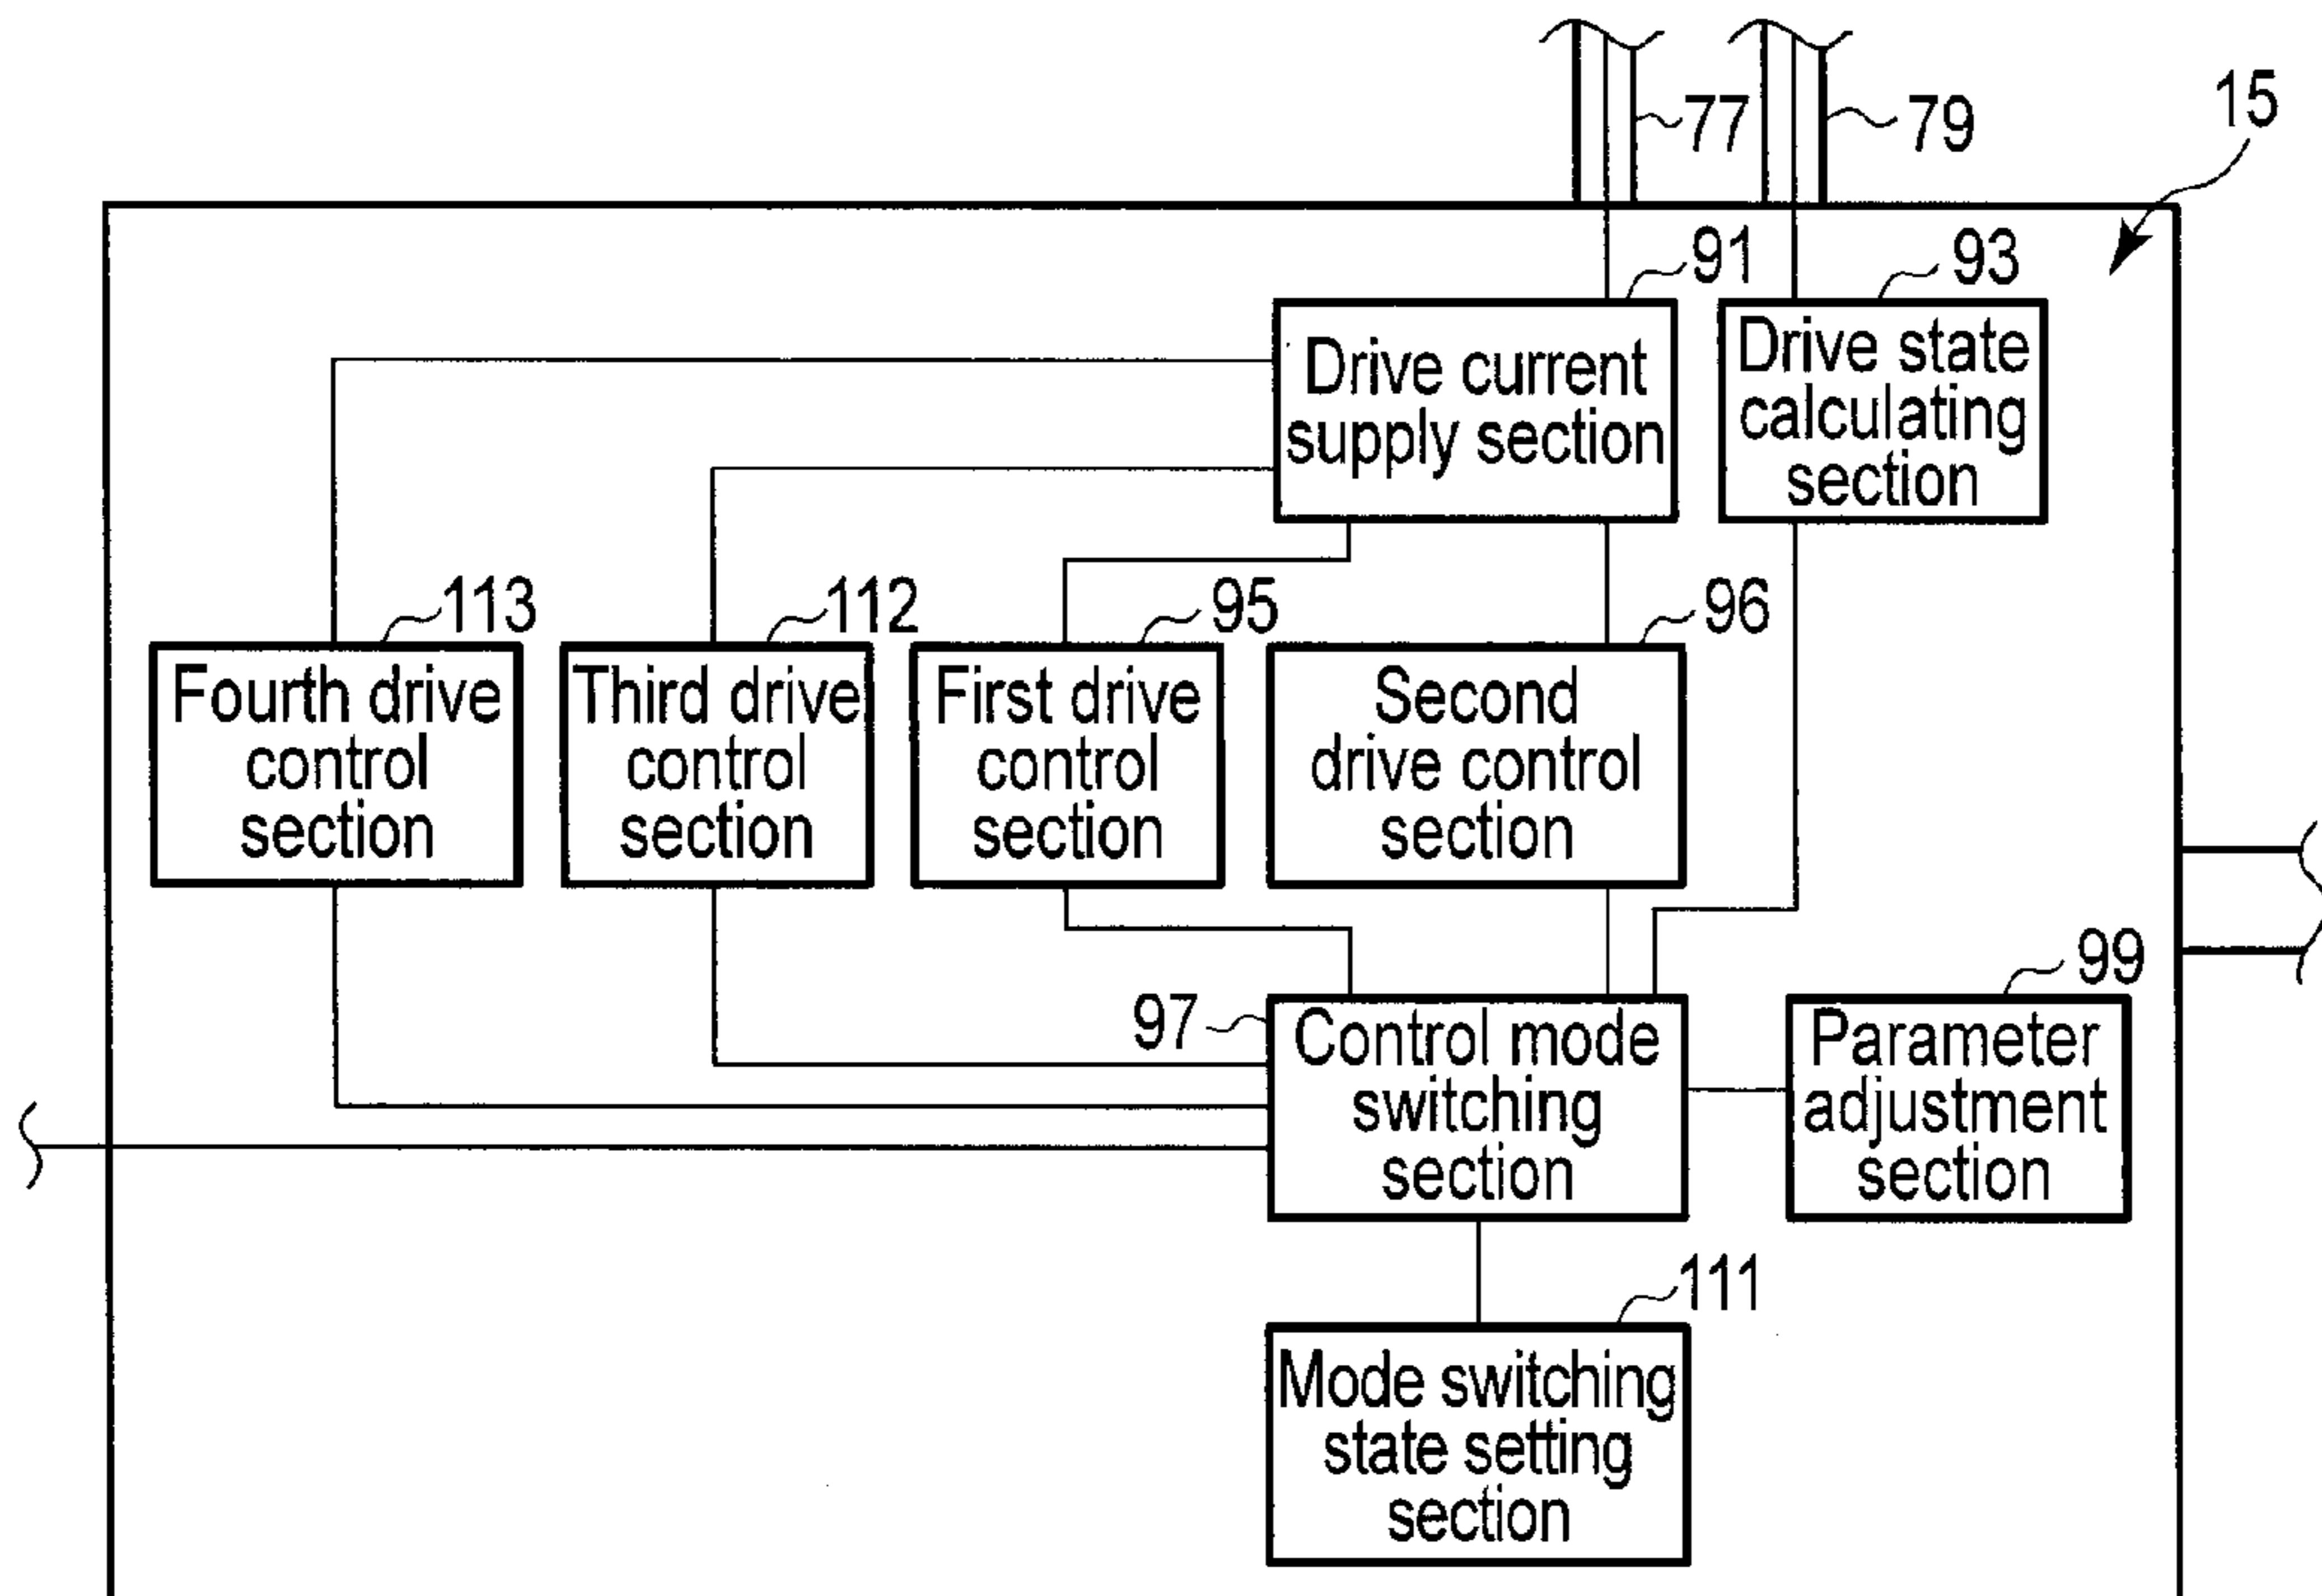 77
79
15
91
93
Drive current
supply section
Drive state
calculating
section
113
112
95
96
Fourth drive
control
section
Third drive
control
section
First drive
control
section
Second
drive control
section
97
99
Control mode
switching
section
Parameter
adjustment
section
111
Mode switching
state setting
section